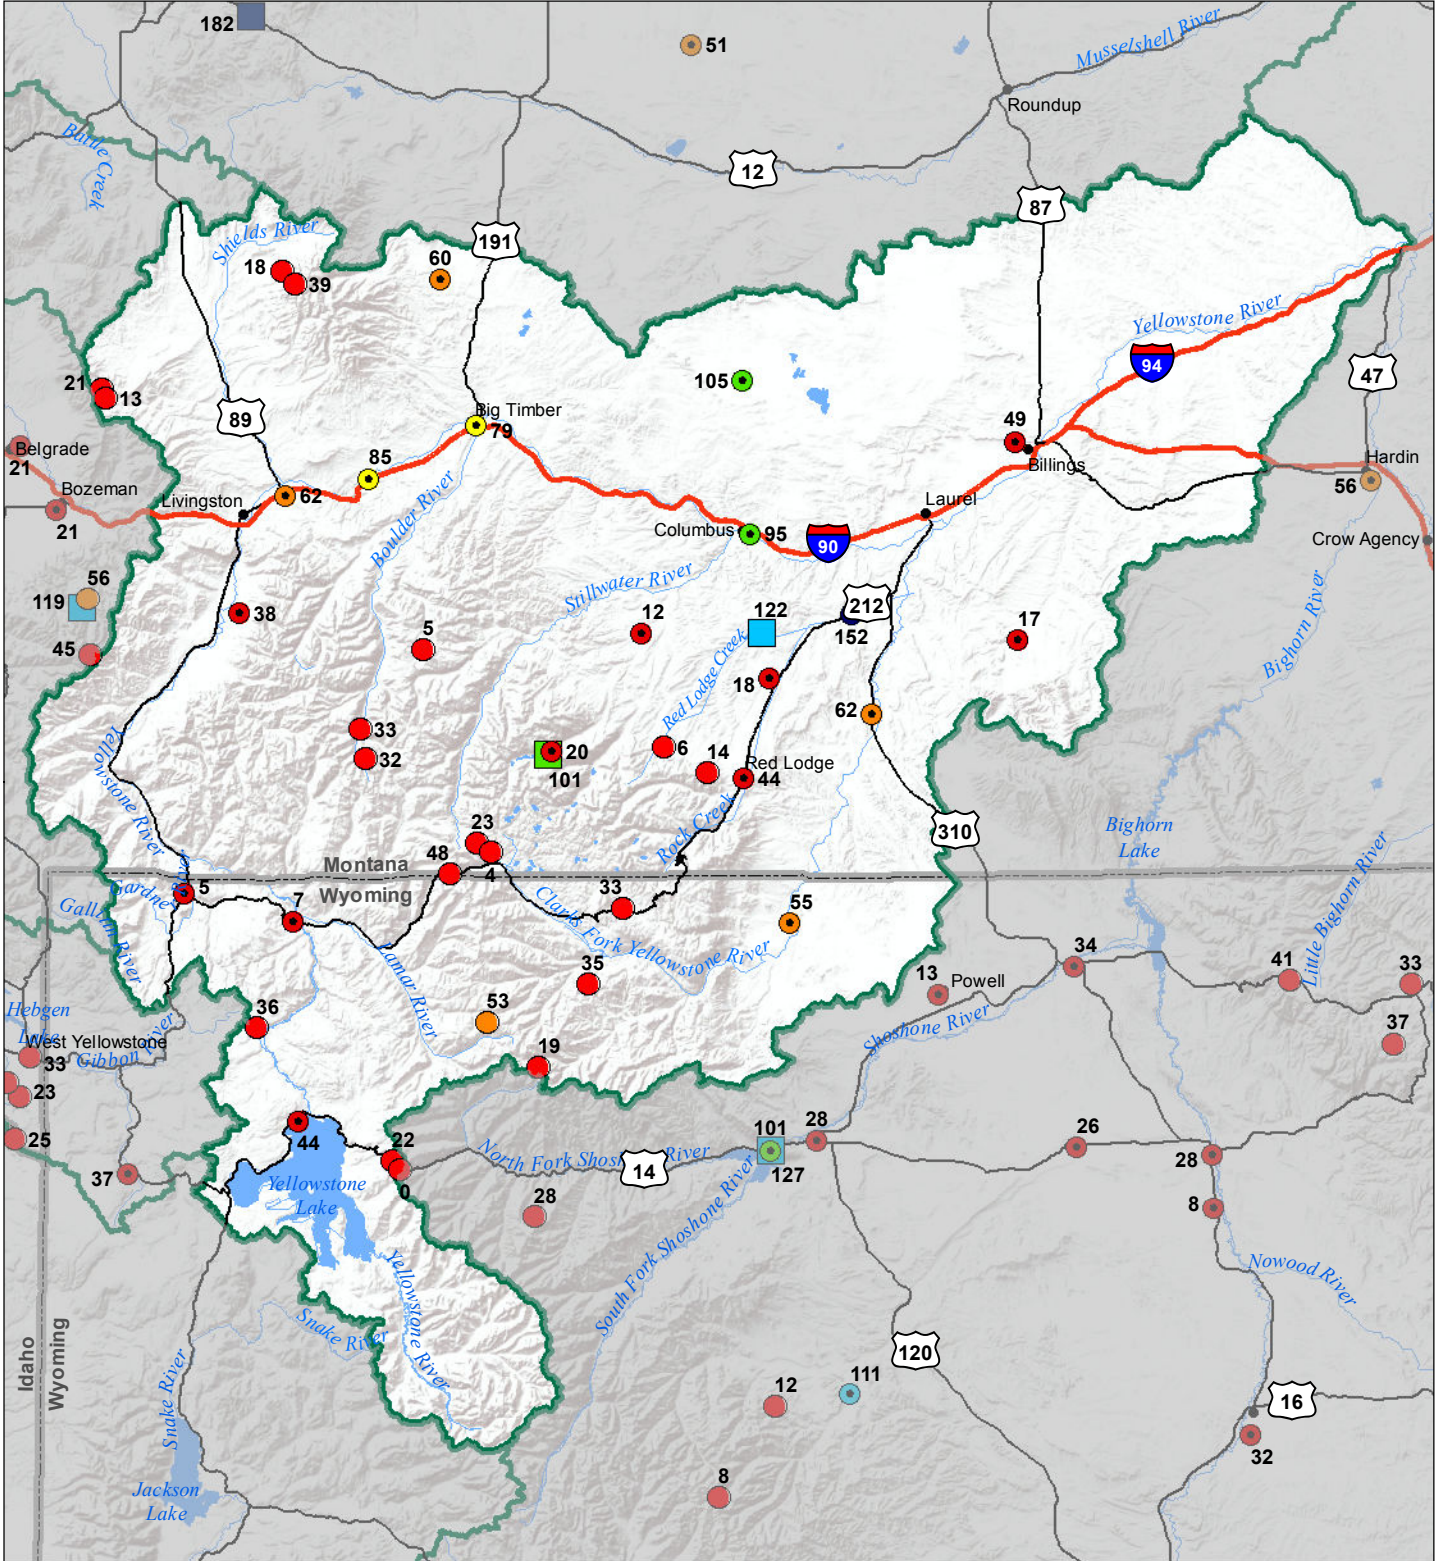 182
51
Musselshell River
Roundup
Battle Creek
12
87
191
Shields River
60
18
39
Yellowstone River
94
47
105
21
13
89
Big Timber
79
49
Billings
Belgrade
21
85
Hardin
56
Bozeman
21
Livingston
62
Laurel
Columbus
95
90
Crow Agency
Boulder River
Stillwater River
56
119
38
5
12
122
212
152
17
45
Red Lodge Creek
18
Bighorn River
62
Yellowstone River
33
32
20
101
6
14
Red Lodge
44
23
4
48
Rock Creek
310
Bighorn
Lake
Little Bighorn River
Montana
Wyoming
5
Gardner River
7
33
Clarks Fork Yellowstone River
55
Gallatin River
Lamar River
35
53
13
Powell
34
41
33
37
Hebgen
Lake
West Yellowstone
33
Gibbon River
36
19
Shoshone River
23
25
44
22
0
101
127
28
26
28
8
37
North Fork Shoshone River
14
28
Yellowstone
Lake
South Fork Shoshone River
Yellowstone River
Nowood River
Snake River
Idaho
Wyoming
Snake River
120
12
111
16
32
8
Jackson
Lake